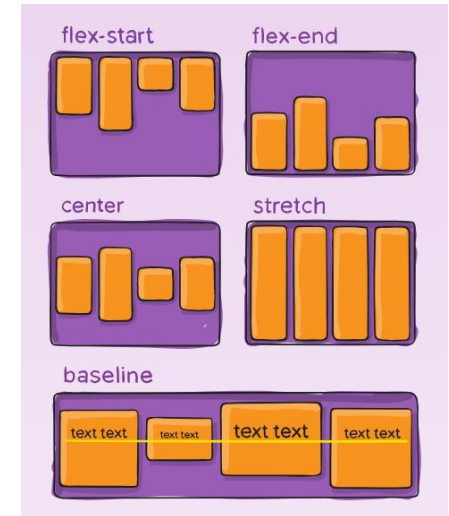 flex-start
flex-end
center
stretch
baseline
text text
text text
text text
text text